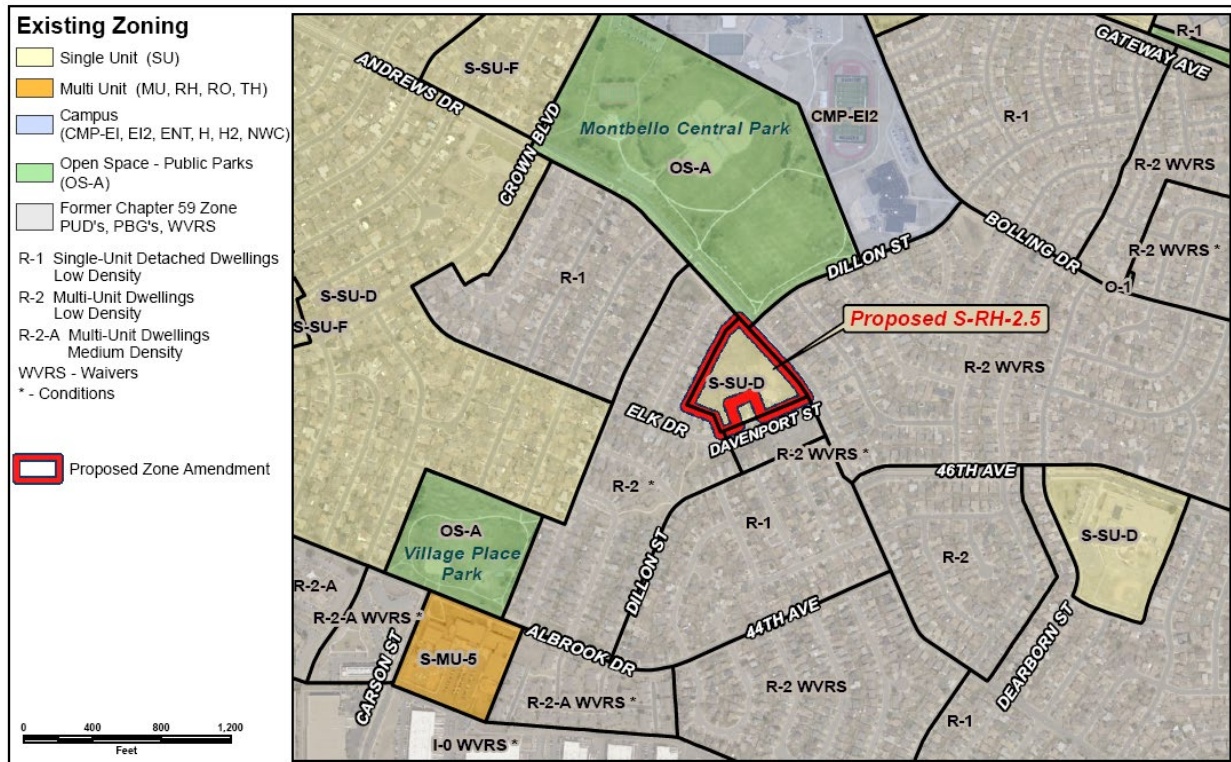 Existing Zoning
Single Unit (SU)
Multi Unit (MU, RH, RO, TH)
Campus
(CMP-EI, EI2, ENT, H, H2, NWC)
Open Space - Public Parks
(OS-A)
Former Chapter 59 Zone
PUD's, PBG's, WVRS
R-1 Single-Unit Detached Dwellings
Low Density
R-2 Multi-Unit Dwellings
Low Density
R-2-A Multi-Unit Dwellings
Medium Density
WVRS - Waivers
* - Conditions
Proposed Zone Amendment
0 400 800 1,200
Feet
R-1
GATEWAY AVE
S-SU-F
ANDREWS DR
CROWN BLVD
Montbello Central Park
OS-A
CMP-EI2
R-1
R-2 WVRS
R-2 WVRS *
BOLLING DR
O-1
DILLON ST
R-1
S-SU-D
S-SU-F
Proposed S-RH-2.5
S-SU-D
R-2 WVRS
ELK DR
DAVENPORT ST
R-2 WVRS *
46TH AVE
R-2 *
R-1
S-SU-D
OS-A
Village Place
Park
DILLON ST
R-2
R-2-A
R-2-A WVRS *
CARSON ST
S-MU-5
ALBROOK DR
44TH AVE
DEARBORN ST
R-2-A WVRS *
R-2 WVRS
R-1
I-0 WVRS *